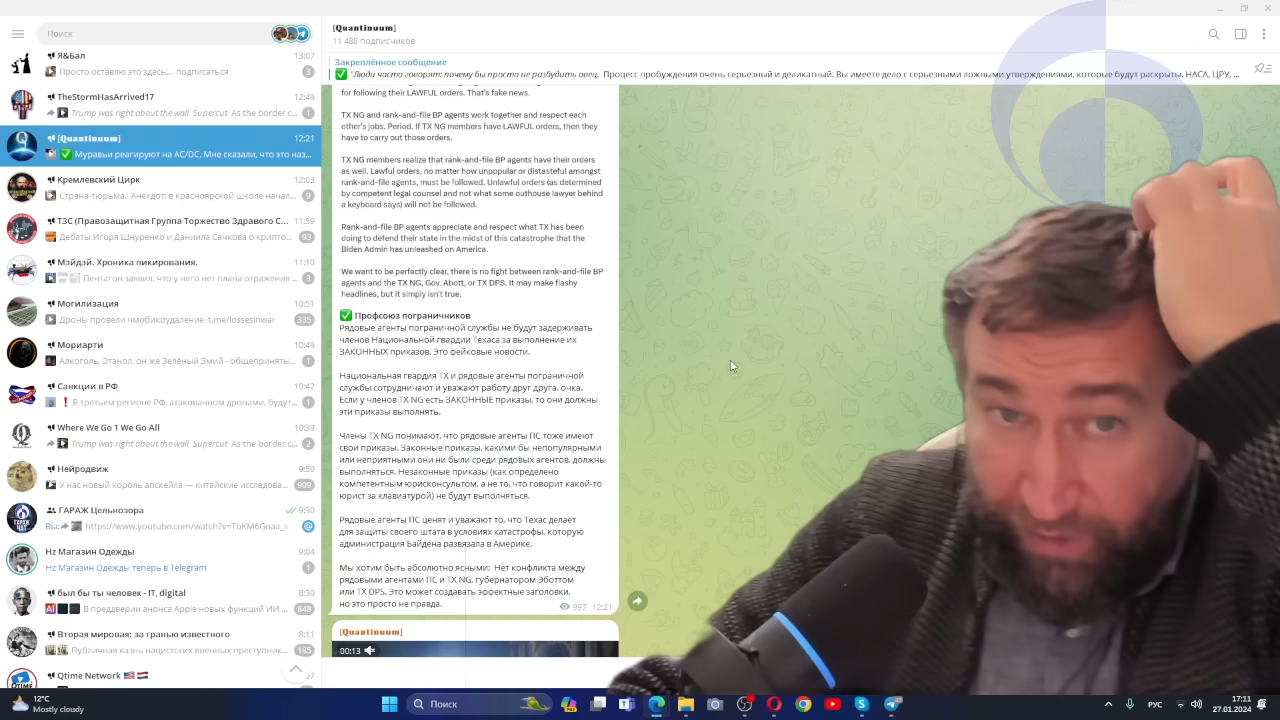 Поиск
Я&Бал
13:07
Просто оставлю это здесь... подписаться
3
TheStormHasArrived17
12:49
Trump was right about the wall Supercut As the border c...
1
[Quantinuum]
12:21
✅ Муравьи реагируют на AC/DC. Мне сказали, что это наз...
Кремлёвский Цирк
12:03
Страна-тюрьма. Анекдот: в красноярской школе начал...
9
ТЗС (Правозащитная Группа Торжество Здравого С...
11:59
Дебаты Игоря Шнуренко и Даниила Сачкова о крипто...
93
Мэйдэй. Хроника пикирования.
11:10
Пентагон заявил, что у него нет плана отражения ...
3
Могилизация
10:51
Дроны провели чмобикоудаление t.me/lossesinwar
335
Мориарти
10:49
Алкоголь, Этанол, он же Зелёный Змий - общеприняты...
1
Санкции в РФ
10:42
❗ В третьем регионе РФ, атакованном дронами, будут...
1
Where We Go 1 We Go All
10:39
Trump was right about the wall Supercut As the border c...
2
Нейродвиж
9:50
У нас новый король апскейла — китайские исследова...
909
ГАРАЖ Цельнозора
9:30
Вы: https://www.youtube.com/watch?v=TbKM6Goaa_s
@
Hz Магазин Одежды
9:04
Hz Магазин Одежды теперь в Telegram
1
был бы ты человек - IT, digital
8:30
В преддверии анонса Apple новых функций ИИ ...
848
Вторая мировая: за гранью известного
8:11
Публичная казнь нацистских военных преступник...
185
Qtime Network
[Quantinuum]
11 488 подписчиков
Закреплённое сообщение
✅ "Люди часто говорят: почему бы просто не разбудить овец. Процесс пробуждения очень серьезный и деликатный. Вы имеете дело с серьезными ложными утверждениями, которые будут раскрыты. НАСА, ЦРУ, ...
for following their LAWFUL orders. That's fake news.
TX NG and rank-and-file BP agents work together and respect each
other's jobs. Period. If TX NG members have LAWFUL orders, then they
have to carry out those orders.
TX NG members realize that rank-and-file BP agents have their orders
as well. Lawful orders, no matter how unpopular or distasteful amongst
rank-and-file agents, must be followed. Unlawful orders (as determined
by competent legal counsel and not what some outhouse lawyer behind
a keyboard says) will not be followed.
Rank-and-file BP agents appreciate and respect what TX has been
doing to defend their state in the midst of this catastrophe that the
Biden Admin has unleashed on America.
We want to be perfectly clear, there is no fight between rank-and-file BP
agents and the TX NG, Gov. Abott, or TX DPS. It may make flashy
headlines, but it simply isn't true.
✅ Профсоюз пограничников
Рядовые агенты пограничной службы не будут задерживать
членов Национальной гвардии Техаса за выполнение их
ЗАКОННЫХ приказов. Это фейковые новости.
Национальная гвардия TX и рядовые агенты пограничной
службы сотрудничают и уважают работу друг друга, очка.
Если у членов TX NG есть ЗАКОННЫЕ приказы, то они должны
эти приказы выполнять.
Члены TX NG понимают, что рядовые агенты ПС тоже имеют
свои приказы. Законные приказы, какими бы непопулярными
или неприятными они ни были среди рядовых агентов, должны
выполняться. Незаконные приказы (как определено
компетентным юрисконсультом, а не то, что говорит какой-то
юрист за клавиатурой) не будут выполняться.
Рядовые агенты ПС ценят и уважают то, что Техас делает
для защиты своего штата в условиях катастрофы, которую
администрация Байдена развязала в Америке.
Мы хотим быть абсолютно ясными: Нет конфликта между
рядовыми агентами ПС и TX NG, губернатором Эботтом
или TX DPS. Это может создавать эффектные заголовки,
но это просто не правда.
997 12:21
[Quantinuum]
00:13
12°C
Mostly cloudy
Поиск
РУС
17:11
27.01.2024